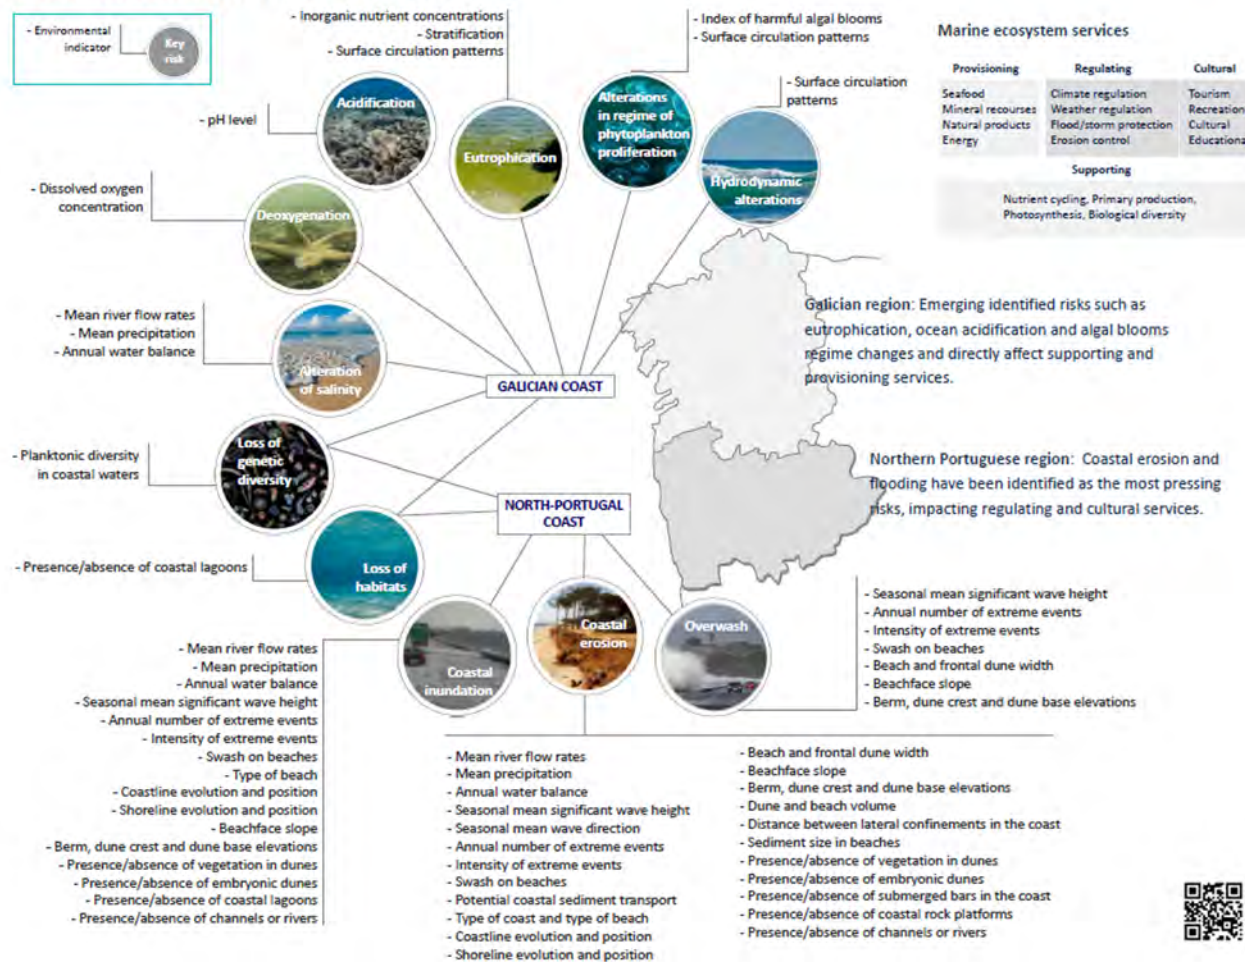 - Environmental
indicator
Key
risk
- Inorganic nutrient concentrations
- Stratification
- Surface circulation patterns
- Index of harmful algal blooms
- Surface circulation patterns
- Surface circulation
patterns
- pH level
- Dissolved oxygen
concentration
- Mean river flow rates
- Mean precipitation
- Annual water balance
- Planktonic diversity
in coastal waters
- Presence/absence of coastal lagoons
Acidification
Eutrophication
Alterations
in regime of
phytoplankton
proliferation
Hydrodynamic
alterations
Deoxygenation
Alteration
of salinity
Loss of
genetic
diversity
Loss of
habitats
GALICIAN COAST
NORTH-PORTUGAL
COAST
Coastal
inundation
Coastal
erosion
Overwash
Marine ecosystem services
Provisioning
Regulating
Cultural
Seafood
Mineral recourses
Natural products
Energy
Climate regulation
Weather regulation
Flood/storm protection
Erosion control
Tourism
Recreation
Cultural
Educationa
Supporting
Nutrient cycling, Primary production,
Photosynthesis, Biological diversity
Galician region: Emerging identified risks such as
eutrophication, ocean acidification and algal blooms
regime changes and directly affect supporting and
provisioning services.
Northern Portuguese region: Coastal erosion and
flooding have been identified as the most pressing
risks, impacting regulating and cultural services.
- Seasonal mean significant wave height
- Annual number of extreme events
- Intensity of extreme events
- Swash on beaches
- Beach and frontal dune width
- Beachface slope
- Berm, dune crest and dune base elevations
- Mean river flow rates
- Mean precipitation
- Annual water balance
- Seasonal mean significant wave height
- Annual number of extreme events
- Intensity of extreme events
- Swash on beaches
- Type of beach
- Coastline evolution and position
- Shoreline evolution and position
- Beachface slope
- Berm, dune crest and dune base elevations
- Presence/absence of vegetation in dunes
- Presence/absence of embryonic dunes
- Presence/absence of coastal lagoons
- Presence/absence of channels or rivers
- Mean river flow rates
- Mean precipitation
- Annual water balance
- Seasonal mean significant wave height
- Seasonal mean wave direction
- Annual number of extreme events
- Intensity of extreme events
- Swash on beaches
- Potential coastal sediment transport
- Type of coast and type of beach
- Coastline evolution and position
- Shoreline evolution and position
- Beach and frontal dune width
- Beachface slope
- Berm, dune crest and dune base elevations
- Dune and beach volume
- Distance between lateral confinements in the coast
- Sediment size in beaches
- Presence/absence of vegetation in dunes
- Presence/absence of embryonic dunes
- Presence/absence of submerged bars in the coast
- Presence/absence of coastal rock platforms
- Presence/absence of channels or rivers